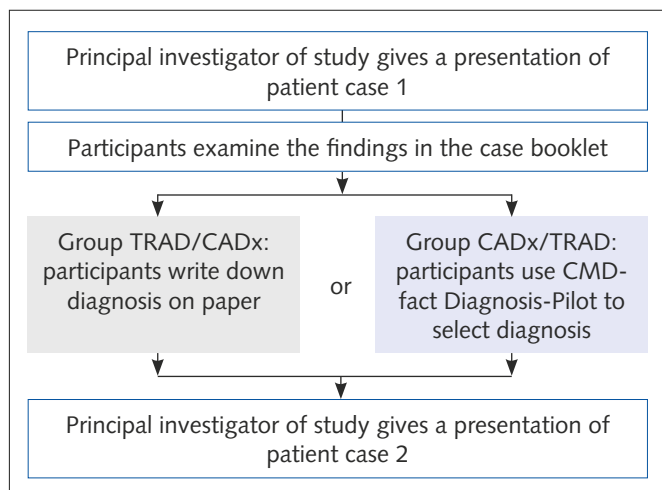 Principal investigator of study gives a presentation of
patient case 1
Participants examine the findings in the case booklet
Group TRAD/CADx:
participants write down
diagnosis on paper
or
Group CADx/TRAD:
participants use CMD-
fact Diagnosis-Pilot to
select diagnosis
Principal investigator of study gives a presentation of
patient case 2